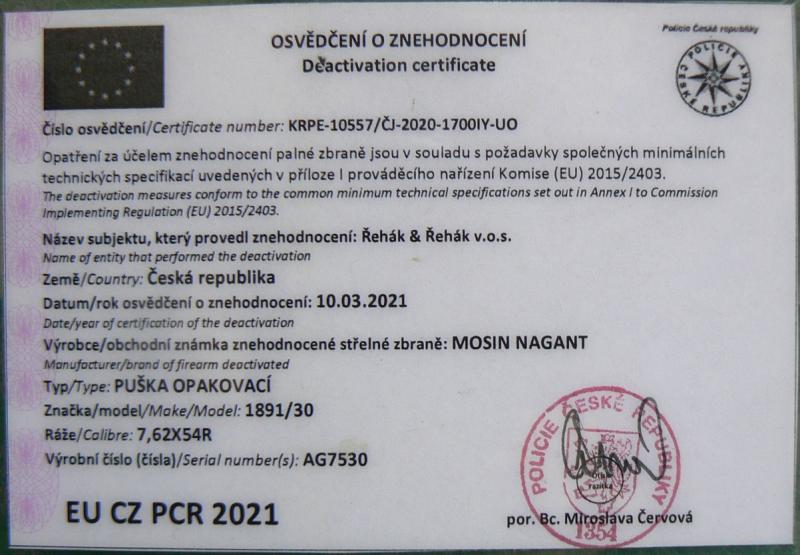 OSVĚDČENÍ O ZNEHODNOCENÍ
Deactivation certificate
Policie České republiky
POLICIE ČESKÉ REPUBLIKY
Číslo osvědčení/Certificate number: KRPE-10557/ČJ-2020-1700IY-UO
Opatření za účelem znehodnocení palné zbraně jsou v souladu s požadavky společných minimálních
technických specifikací uvedených v příloze I prováděcího nařízení Komise (EU) 2015/2403.
The deactivation measures conform to the common minimum technical specifications set out in Annex I to Commission
Implementing Regulation (EU) 2015/2403.
Název subjektu, který provedl znehodnocení: Řehák & Řehák v.o.s.
Name of entity that performed the deactivation
Země/Country: Česká republika
Datum/rok osvědčení o znehodnocení: 10.03.2021
Date/year of certification of the deactivation
Výrobce/obchodní známka znehodnocené střelné zbraně: MOSIN NAGANT
Manufacturer/brand of firearm deactivated
Typ/Type: PUŠKA OPAKOVACÍ
Značka/model/Make/Model: 1891/30
Ráže/Calibre: 7,62X54R
Výrobní číslo (čísla)/Serial number(s): AG7530
POLICIE ČESKÉ REPUBLIKY
razítka
1354
EU CZ PCR 2021
por. Bc. Miroslava Červová